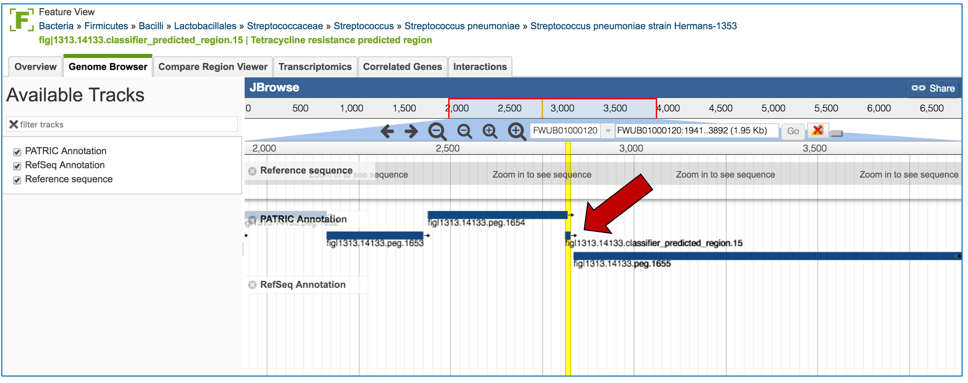 Feature View
Bacteria » Firmicutes » Bacilli » Lactobacillales » Streptococcaceae » Streptococcus » Streptococcus pneumoniae » Streptococcus pneumoniae strain Hermans-1353
fig|1313.14133.classifier_predicted_region.15 | Tetracycline resistance predicted region
Overview Genome Browser Compare Region Viewer Transcriptomics Correlated Genes Interactions
Available Tracks
filter tracks
PATRIC Annotation
RefSeq Annotation
Reference sequence
JBrowse Share
0 500 1,000 1,500 2,000 2,500 3,000 3,500 4,000 4,500 5,000 5,500 6,000 6,500
FWUB01000120 FWUB01000120:1941..3892 (1.95 Kb) Go
2,000 2,500 3,000 3,500
Reference sequence
Zoom in to see sequence Zoom in to see sequence Zoom in to see sequence Zoom in to see sequence
PATRIC Annotation
fig|1313.14133.peg.1654
fig|1313.14133.peg.1653 fig|1313.14133.classifier_predicted_region.15
fig|1313.14133.peg.1655
RefSeq Annotation